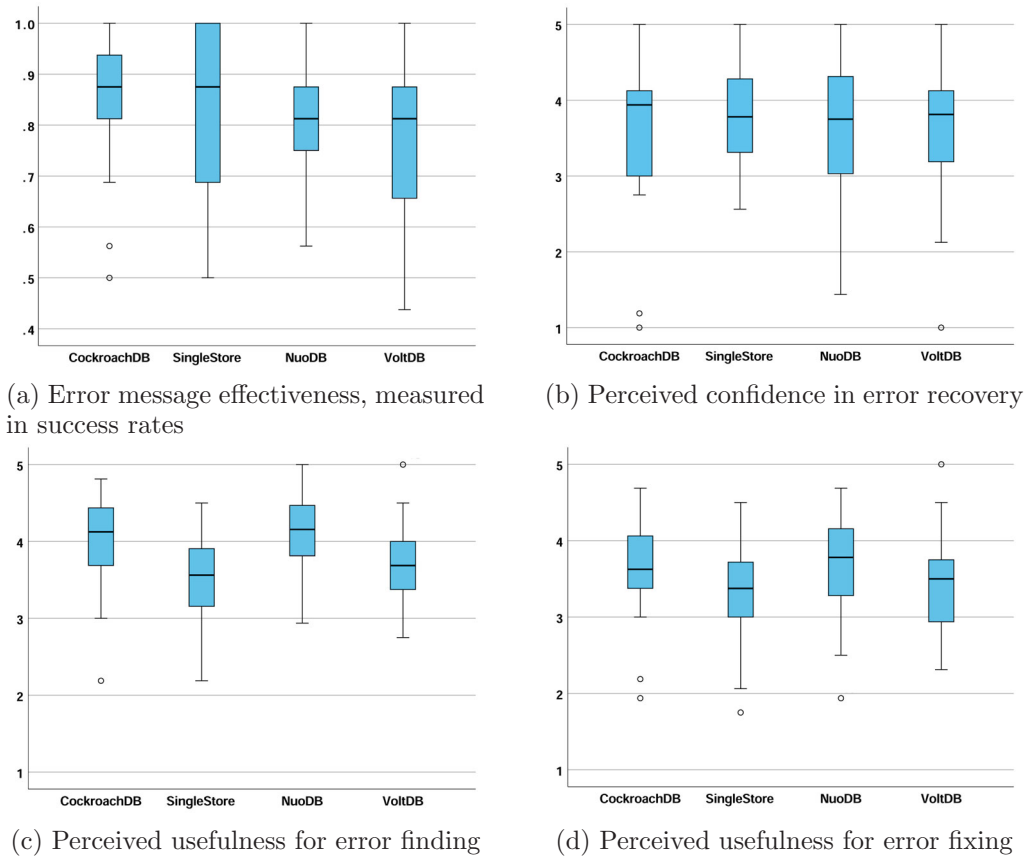 1.0
.9
.8
.7
.6
.5
.4
CockroachDB SingleStore NuoDB VoltDB
(a) Error message effectiveness, measured
in success rates
5
4
3
2
1
CockroachDB SingleStore NuoDB VoltDB
(b) Perceived confidence in error recovery
5
4
3
2
1
CockroachDB SingleStore NuoDB VoltDB
(c) Perceived usefulness for error finding
5
4
3
2
1
CockroachDB SingleStore NuoDB VoltDB
(d) Perceived usefulness for error fixing